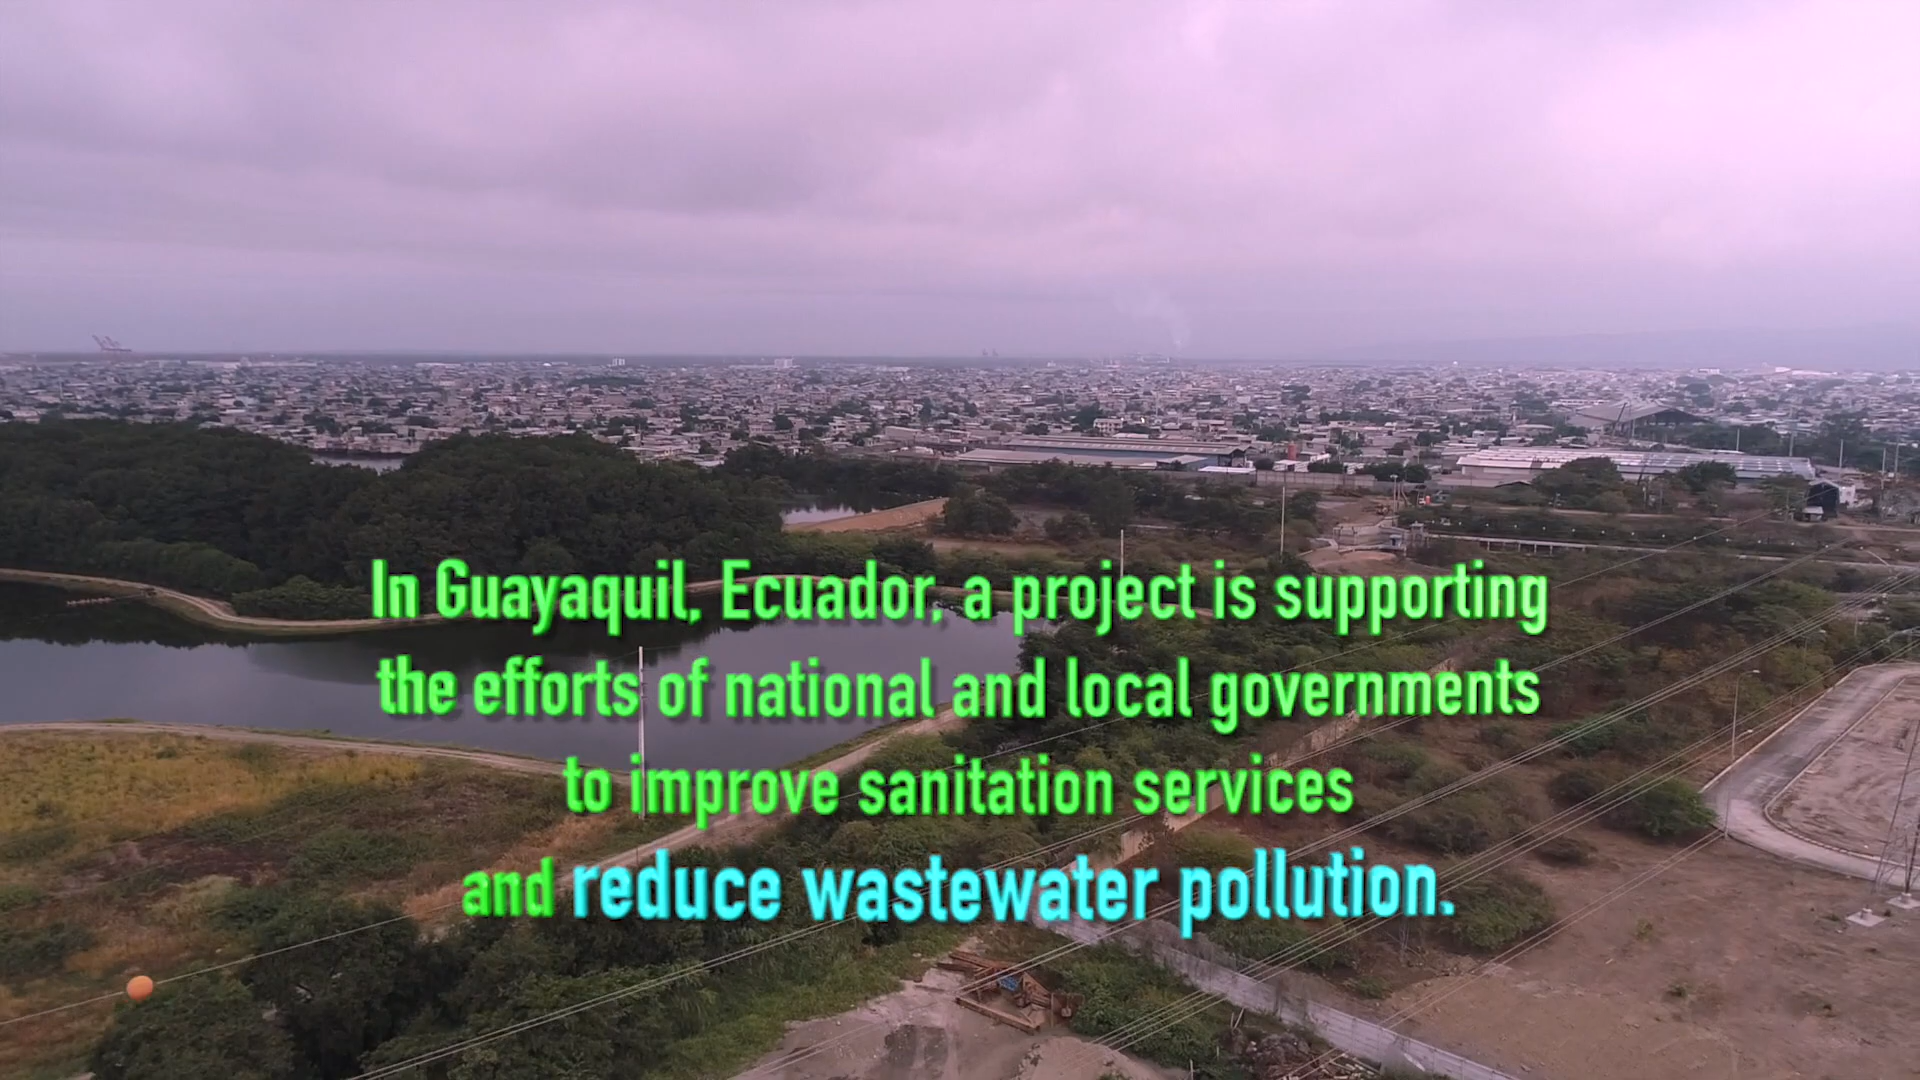 In Guayaquil, Ecuador, a project is supporting
the efforts of national and local governments
to improve sanitation services
and reduce wastewater pollution.